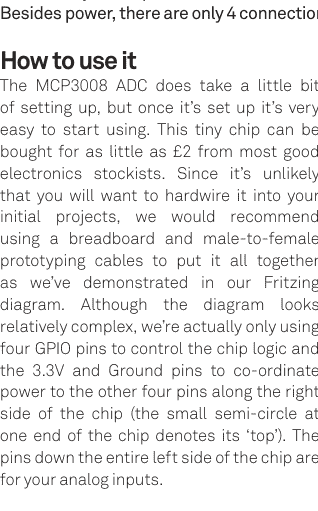 Besides power, there are only 4
How to use it
The MCP3008 ADC does take a little bit
of setting up, but once it’s set up it’s very
easy to start using. This tiny chip can be
bought for as little as £2 from most good
electronics stockists. Since it’s unlikely
that you will want to hardwire it into your
initial projects, we would recommend
using a breadboard and male-to-female
prototyping cables to put it all together
as we’ve demonstrated in our Fritzing
diagram. Although the diagram looks
relatively complex, we’re actually only using
four GPIO pins to control the chip logic and
the 3.3V and Ground pins to co-ordinate
power to the other four pins along the right
side of the chip (the small semi-circle at
one end of the chip denotes its ‘top’). The
pins down the entire left side of the chip are
for your analog inputs.